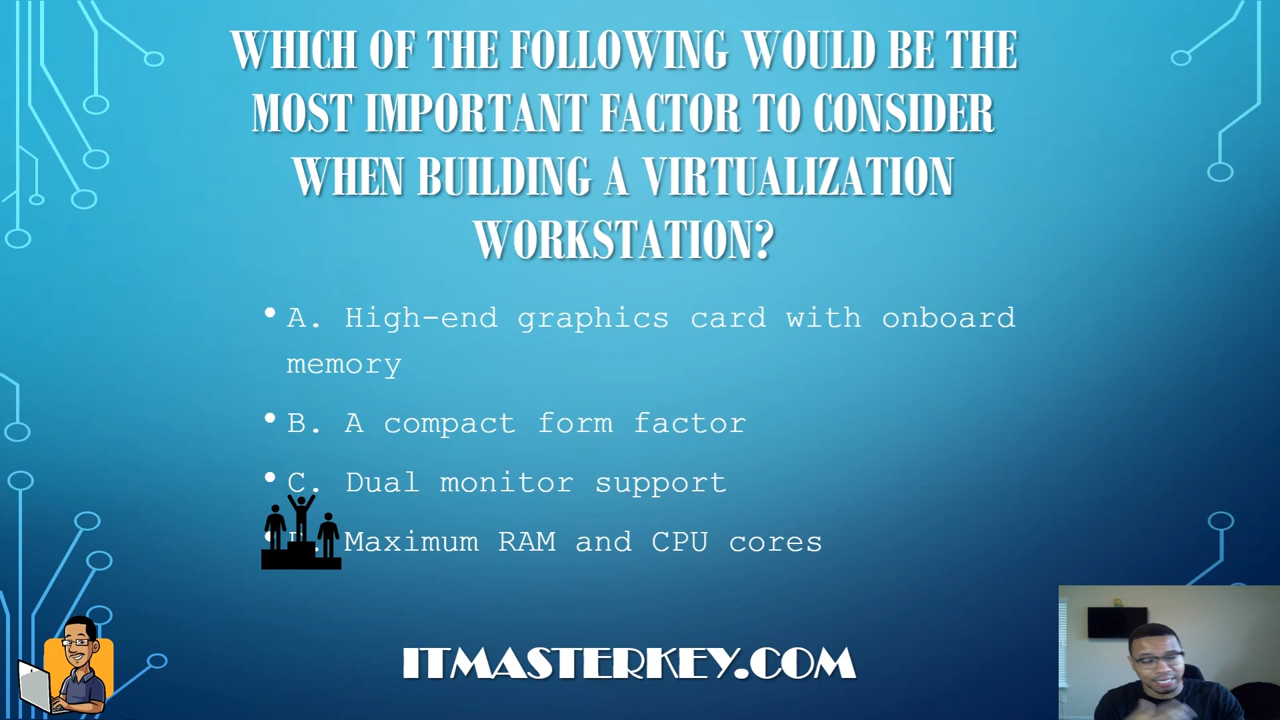 WHICH OF THE FOLLOWING WOULD BE THE
MOST IMPORTANT FACTOR TO CONSIDER
WHEN BUILDING A VIRTUALIZATION
WORKSTATION?
• A. High-end graphics card with onboard
memory
• B. A compact form factor
• C. Dual monitor support
Maximum RAM and CPU cores
ITMASTERKEY.COM